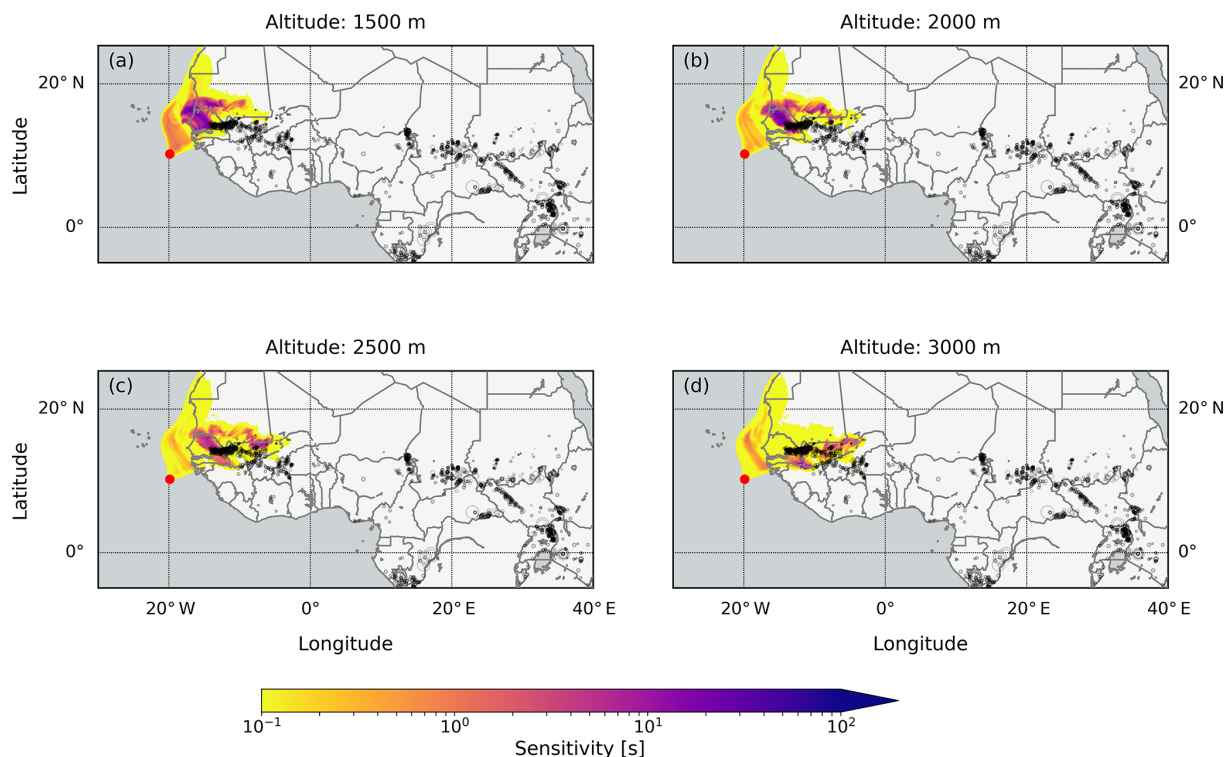 Altitude: 1500 m
Altitude: 2000 m
(a)
(b)
20° N
20° N
Latitude
0°
0°
Altitude: 2500 m
Altitude: 3000 m
(c)
(d)
20° N
20° N
Latitude
0°
0°
20° W 0° 20° E 40° E
20° W 0° 20° E 40° E
Longitude
Longitude
10⁻¹ 10⁰ 10¹ 10²
Sensitivity [s]